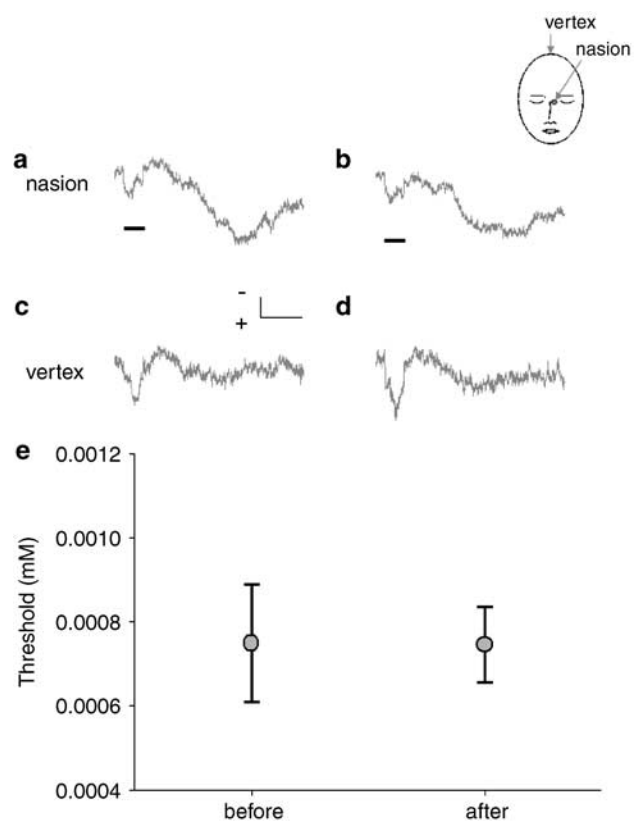 vertex
nasion
a
b
nasion
c
-
+
d
vertex
e
0.0012
0.0010
0.0008
0.0006
0.0004
Threshold (mM)
before
after